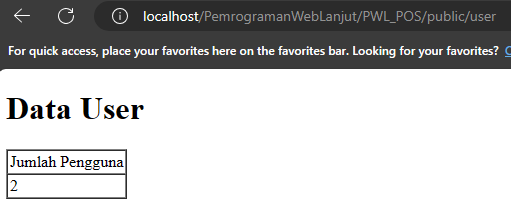 localhost/PemrogramanWebLanjut/PWL_POS/public/user
For quick access, place your favorites here on the favorites bar. Looking for your favorites?
Data User
Jumlah Pengguna
2